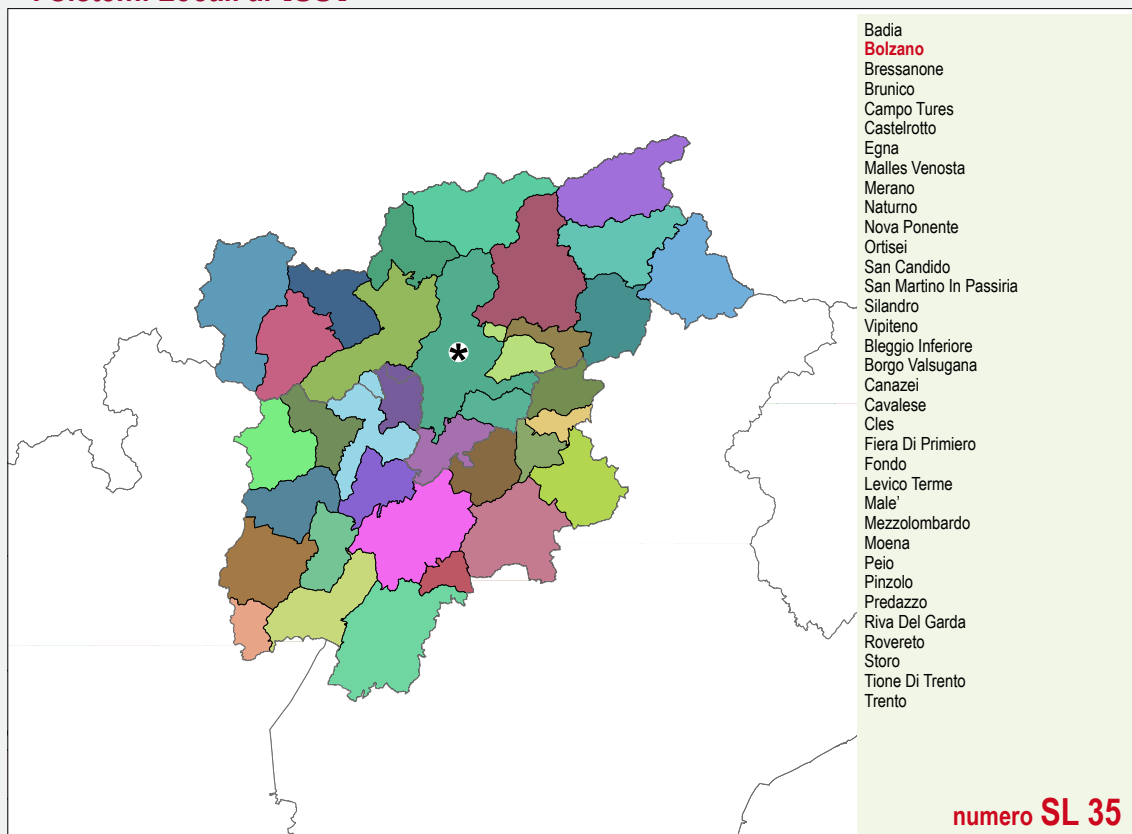 Badia
Bolzano
Bressanone
Brunico
Campo Tures
Castelrotto
Egna
Malles Venosta
Merano
Naturno
Nova Ponente
Ortisei
San Candido
San Martino In Passiria
Silandro
Vipiteno
Bleggio Inferiore
Borgo Valsugana
Canazei
Cavalese
Cles
Fiera Di Primiero
Fondo
Levico Terme
Male'
Mezzolombardo
Moena
Peio
Pinzolo
Predazzo
Riva Del Garda
Rovereto
Storo
Tione Di Trento
Trento
numero SL 35